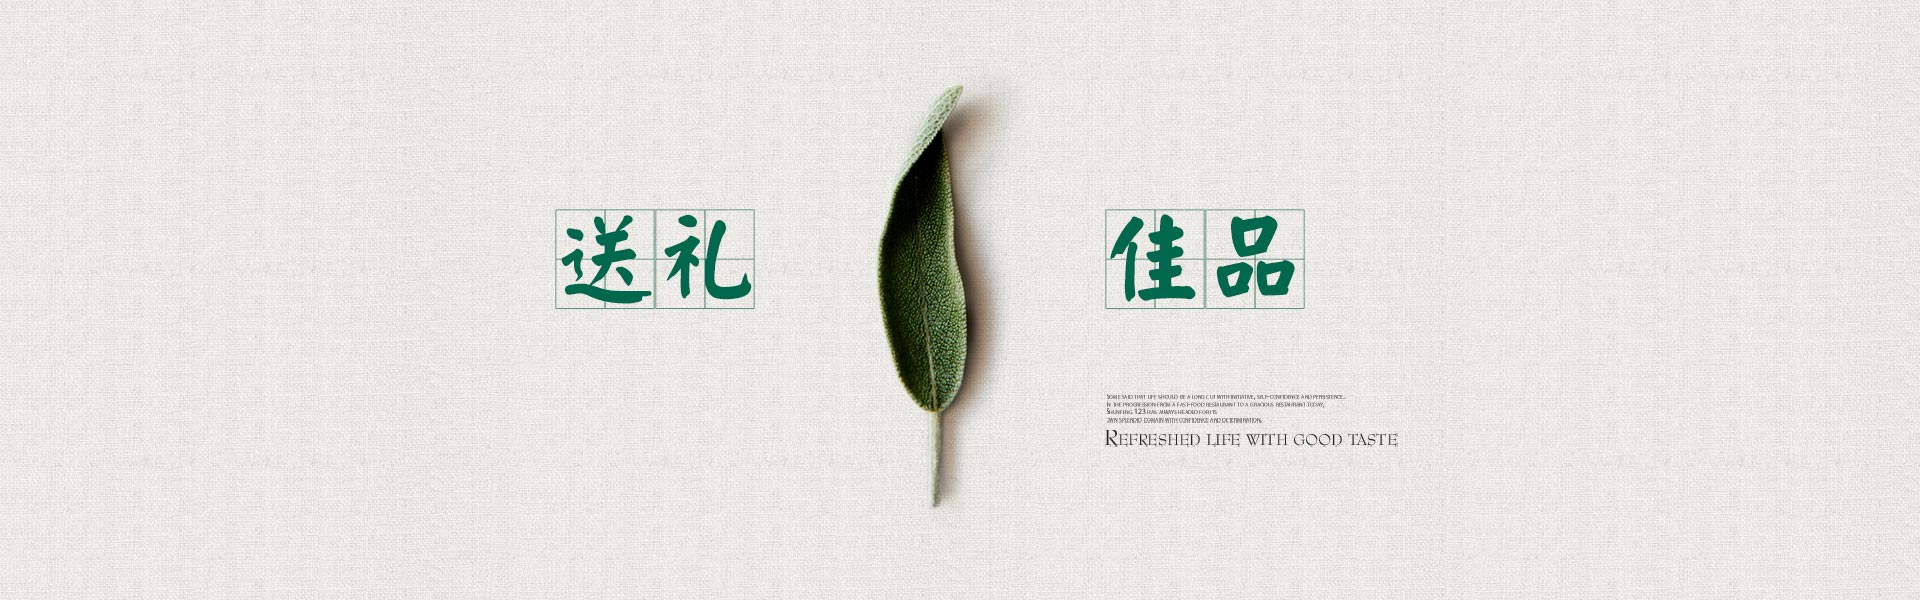 送礼
佳品
SOME SAID THAT LIFE SHOULD BE A LONG CUT WITH INITIATIVE, SELF-CONFIDENCE AND PERSISTENCE..
IN THE PROGRESSION FROM A FAST-FOOD RESTAURANT TO A GRACIOUS RESTAURANT TODAY,
SHUNFENG 123 HAS ALWAYS HEADED FOR ITS
OWN SPLENDID DOMAIN WITH CONFIDENCE AND DETERMINATION.
REFRESHED LIFE WITH GOOD TASTE